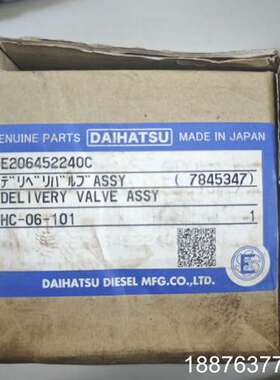 GENUINE PARTS DAIHATSU MADE IN JAPAN
E206452240C
デリベリバルブASSY (7845347)
DELIVERY VALVE ASSY
HC-06-101 1
E
DAIHATSU DIESEL MFG.CO.,LTD.
18876377